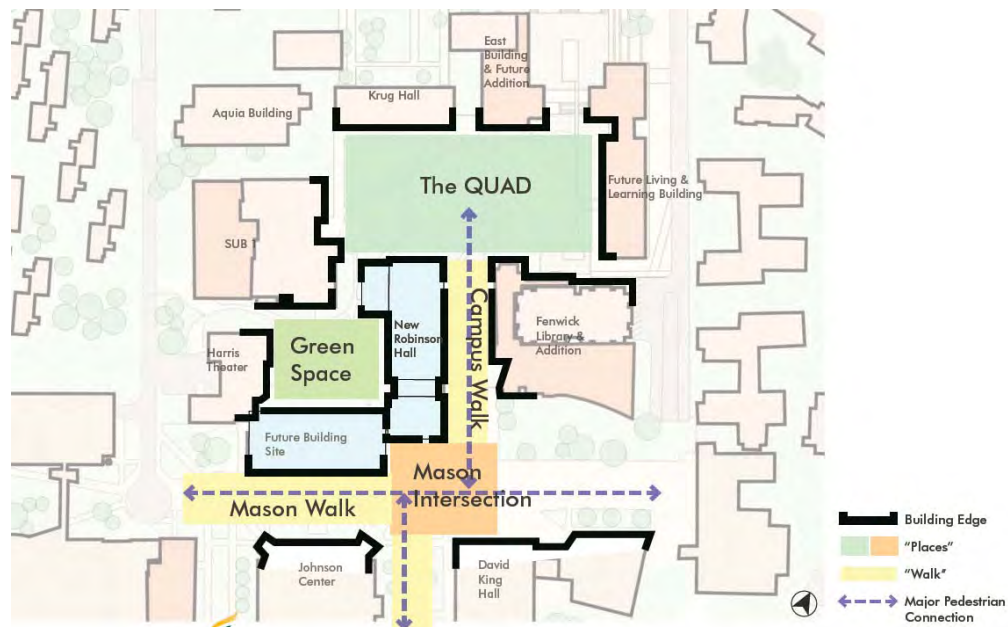 East
Building
& Future
Addition
Krug Hall
Aquia Building
The QUAD
Future Living &
Learning Building
SUB 1
Campus Walk
New
Robinson
Hall
Fenwick
Library &
Addition
Green
Space
Harris
Theater
Future Building
Site
Mason
Intersection
Mason Walk
Johnson
Center
David
King
Hall
Building Edge
“Places”
“Walk”
Major Pedestrian
Connection